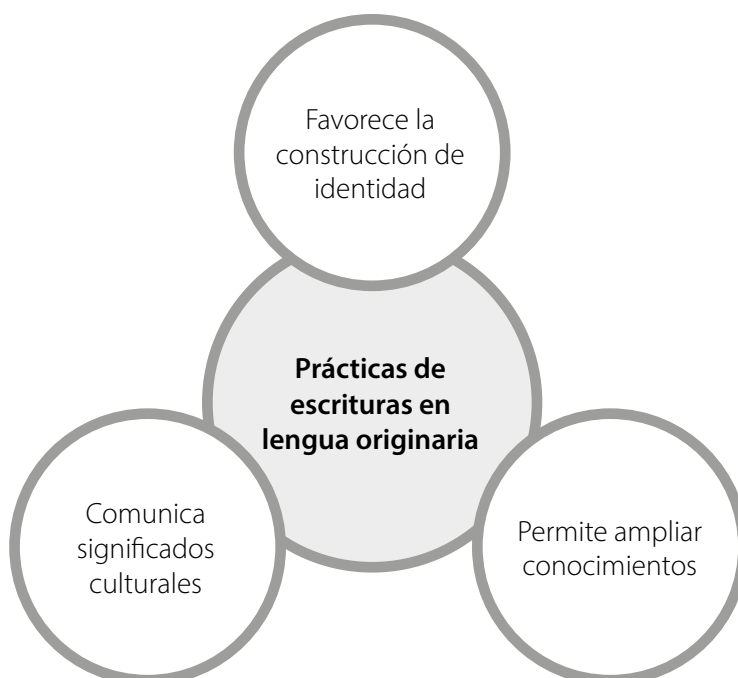 Favorece la
construcción de
identidad
Prácticas de
escrituras en
lengua originaria
Comunica
significados
culturales
Permite ampliar
conocimientos